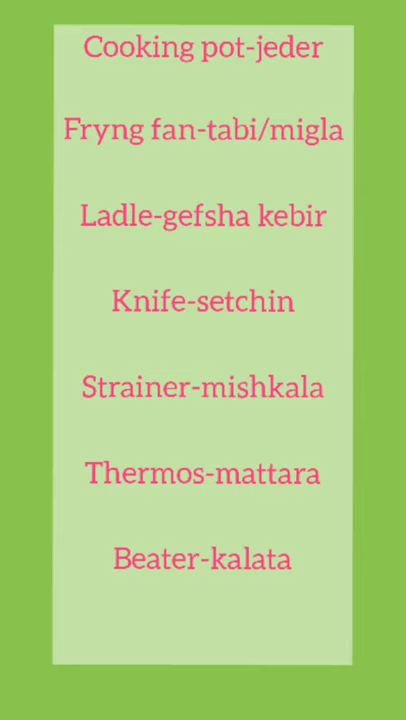 Cooking pot-jeder
Fryng fan-tabi/migla
Ladle-gefsha kebir
Knife-setchin
Strainer-mishkala
Thermos-mattara
Beater-kalata